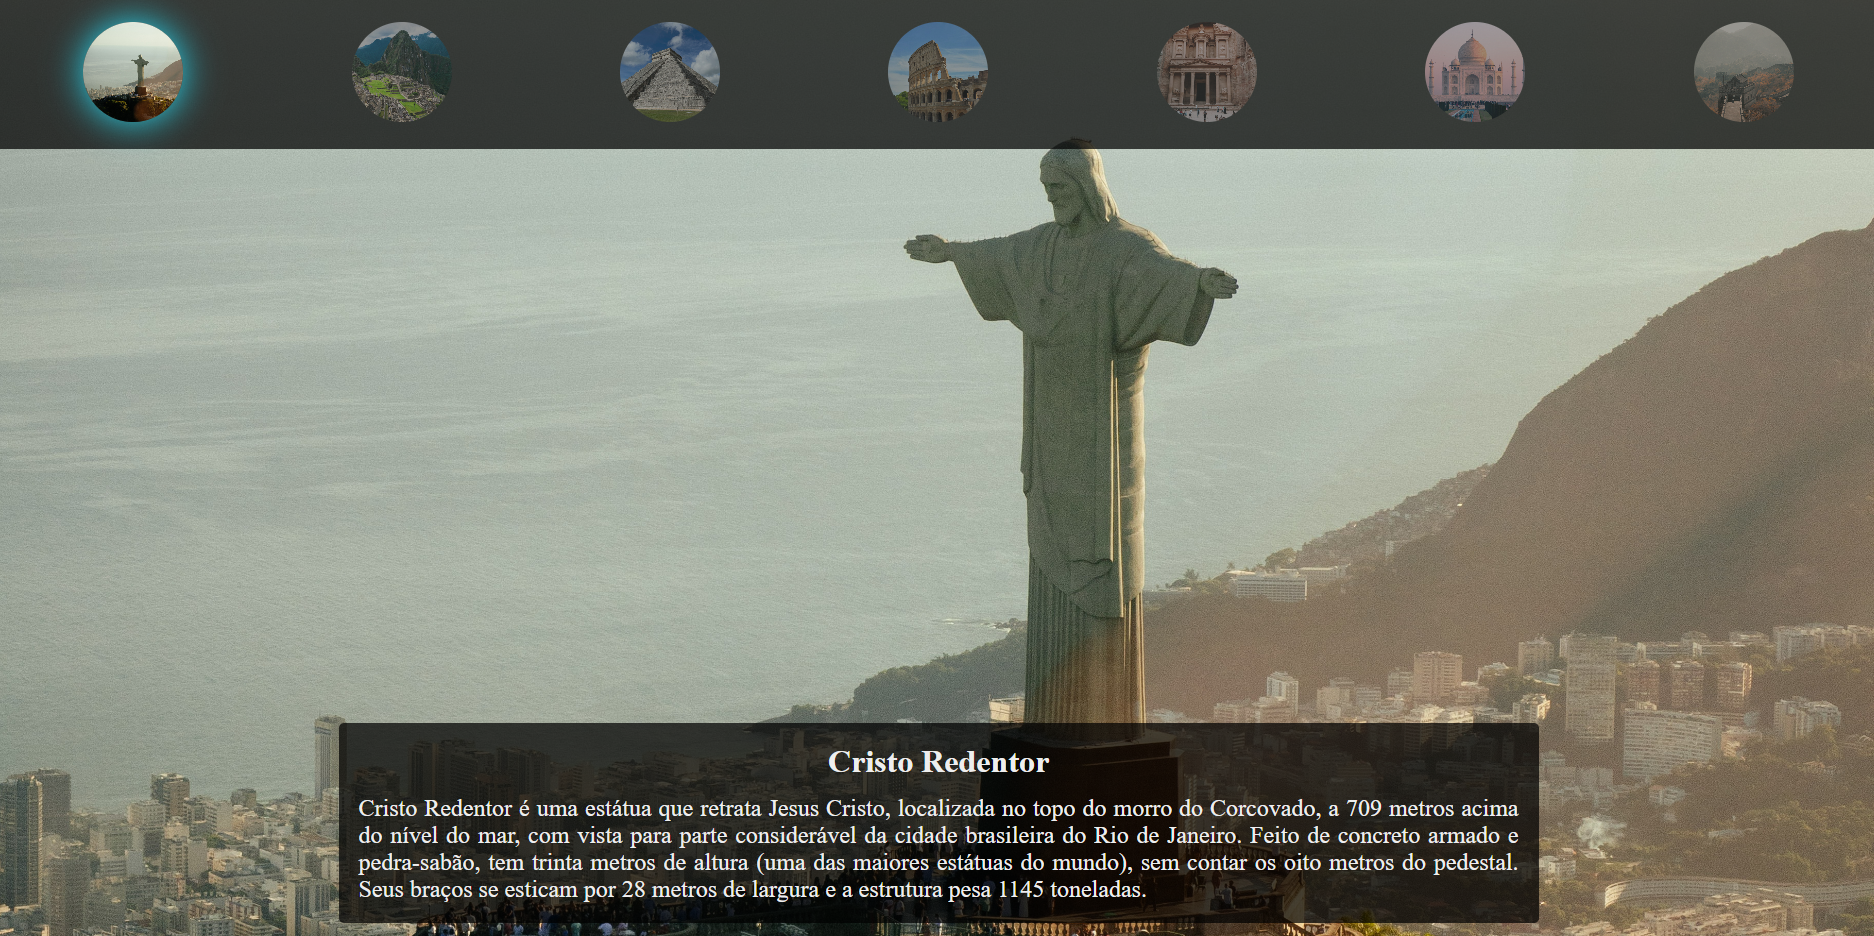 Cristo Redentor
Cristo Redentor é uma estátua que retrata Jesus Cristo, localizada no topo do morro do Corcovado, a 709 metros acima
do nível do mar, com vista para parte considerável da cidade brasileira do Rio de Janeiro. Feito de concreto armado e
pedra-sabão, tem trinta metros de altura (uma das maiores estátuas do mundo), sem contar os oito metros do pedestal.
Seus braços se esticam por 28 metros de largura e a estrutura pesa 1145 toneladas.